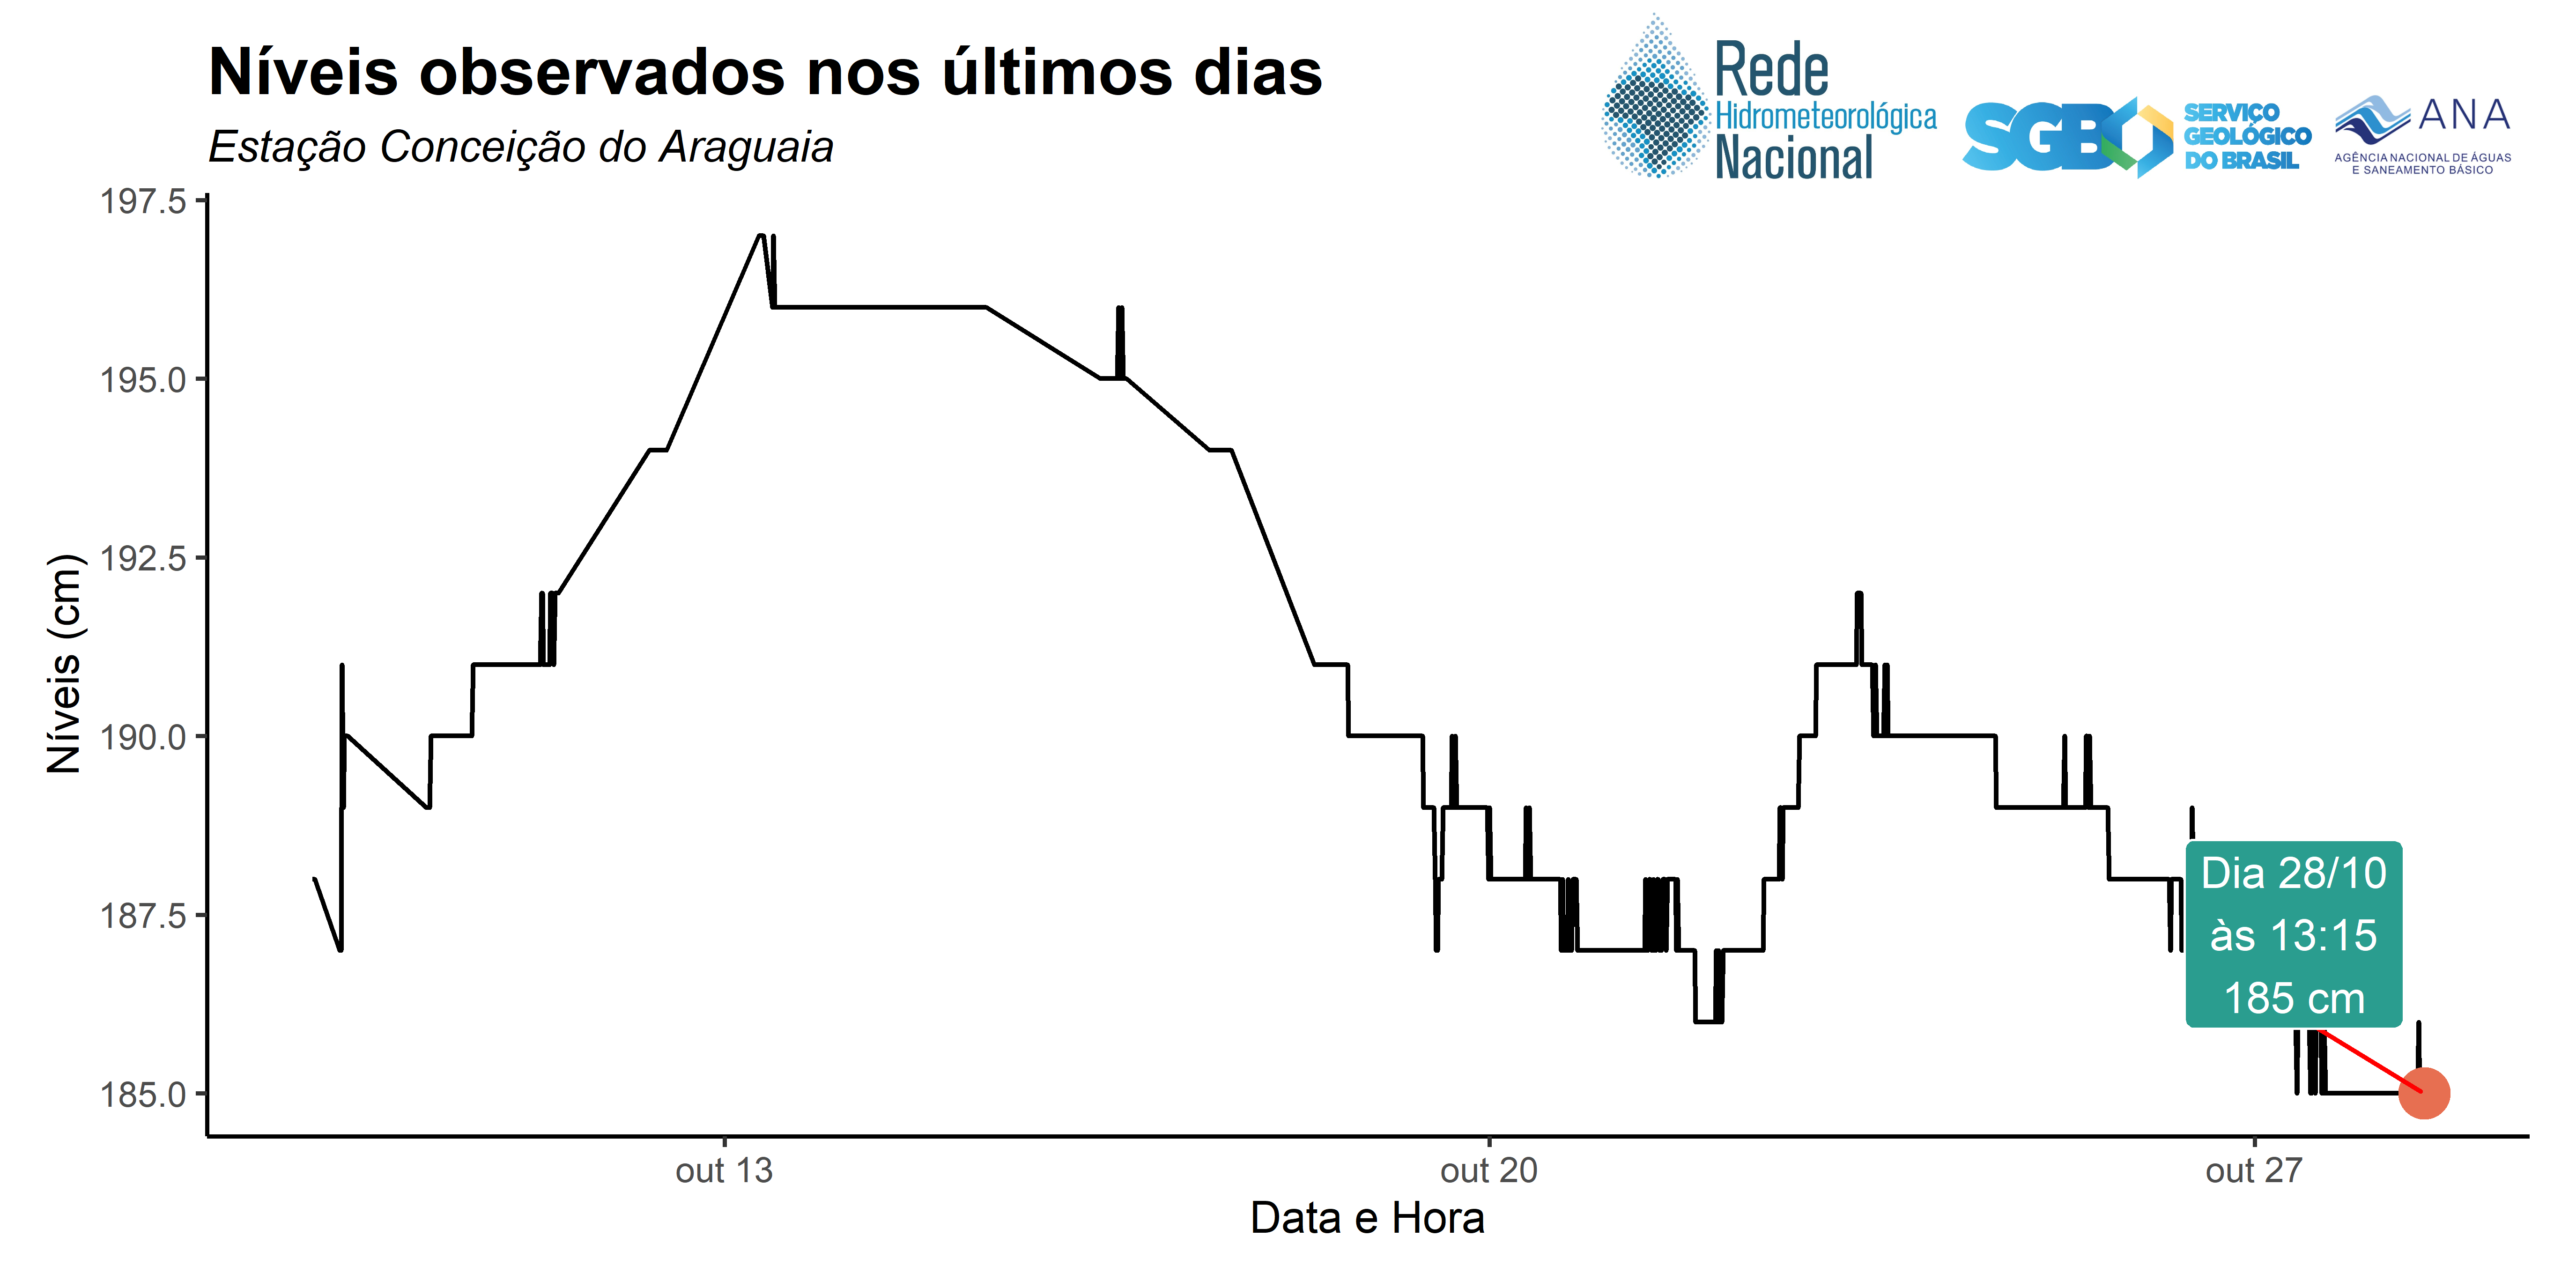 Níveis observados nos últimos dias
Estação Conceição do Araguaia
Rede
Hidrometeorológica
Nacional
SGB
SERVIÇO
GEOLÓGICO
DO BRASIL
ANA
AGÊNCIA NACIONAL DE ÁGUAS
E SANEAMENTO BÁSICO
Níveis (cm)
197.5
195.0
192.5
190.0
187.5
185.0
Dia 28/10
às 13:15
185 cm
out 13
out 20
out 27
Data e Hora